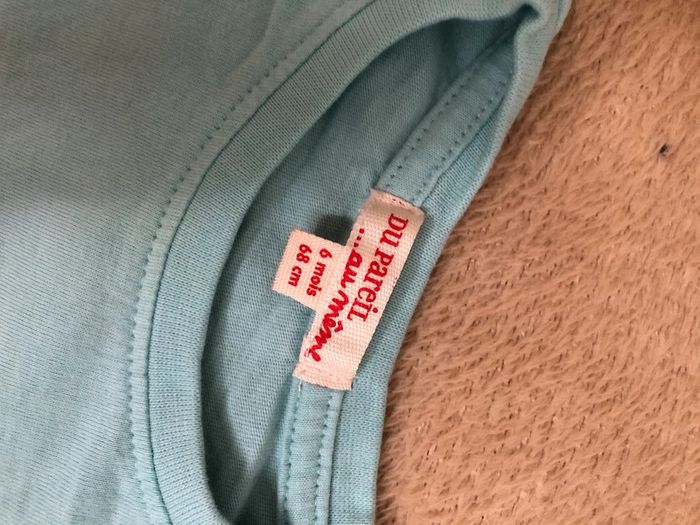 DU Pareil
...au même
6 mois
68 cm